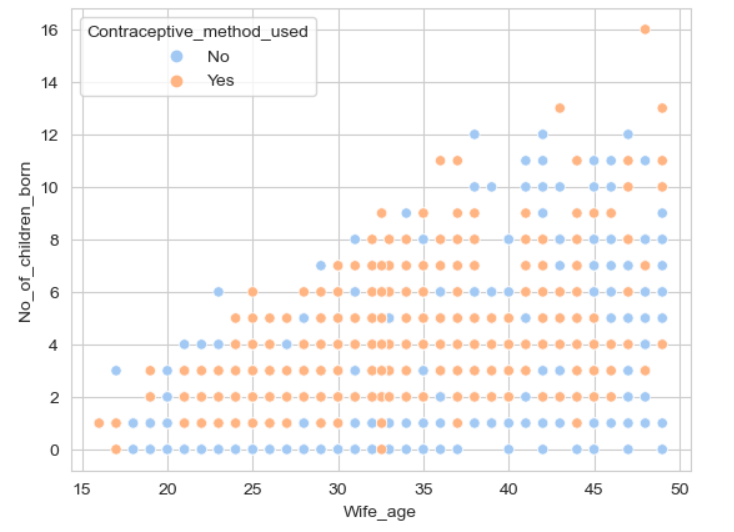 Contraceptive_method_used
No
Yes
16
14
12
10
8
6
4
2
0
No_of_children_born
15 20 25 30 35 40 45 50
Wife_age